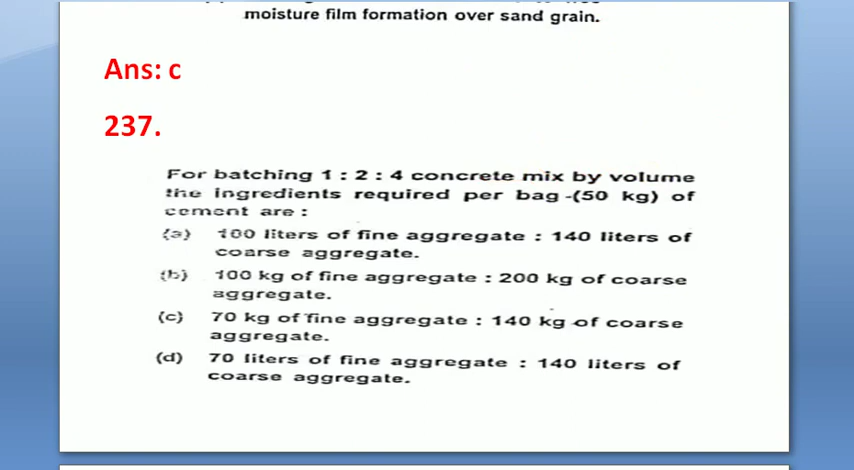 moisture film formation over sand grain.
Ans: c
237.
For batching 1 : 2 : 4 concrete mix by volume
the ingredients required per bag -(50 kg) of
cement are :
(a) 100 liters of fine aggregate : 140 liters of
coarse aggregate.
(b) 100 kg of fine aggregate : 200 kg of coarse
aggregate.
(c) 70 kg of fine aggregate : 140 kg of coarse
aggregate.
(d) 70 liters of fine aggregate : 140 liters of
coarse aggregate.